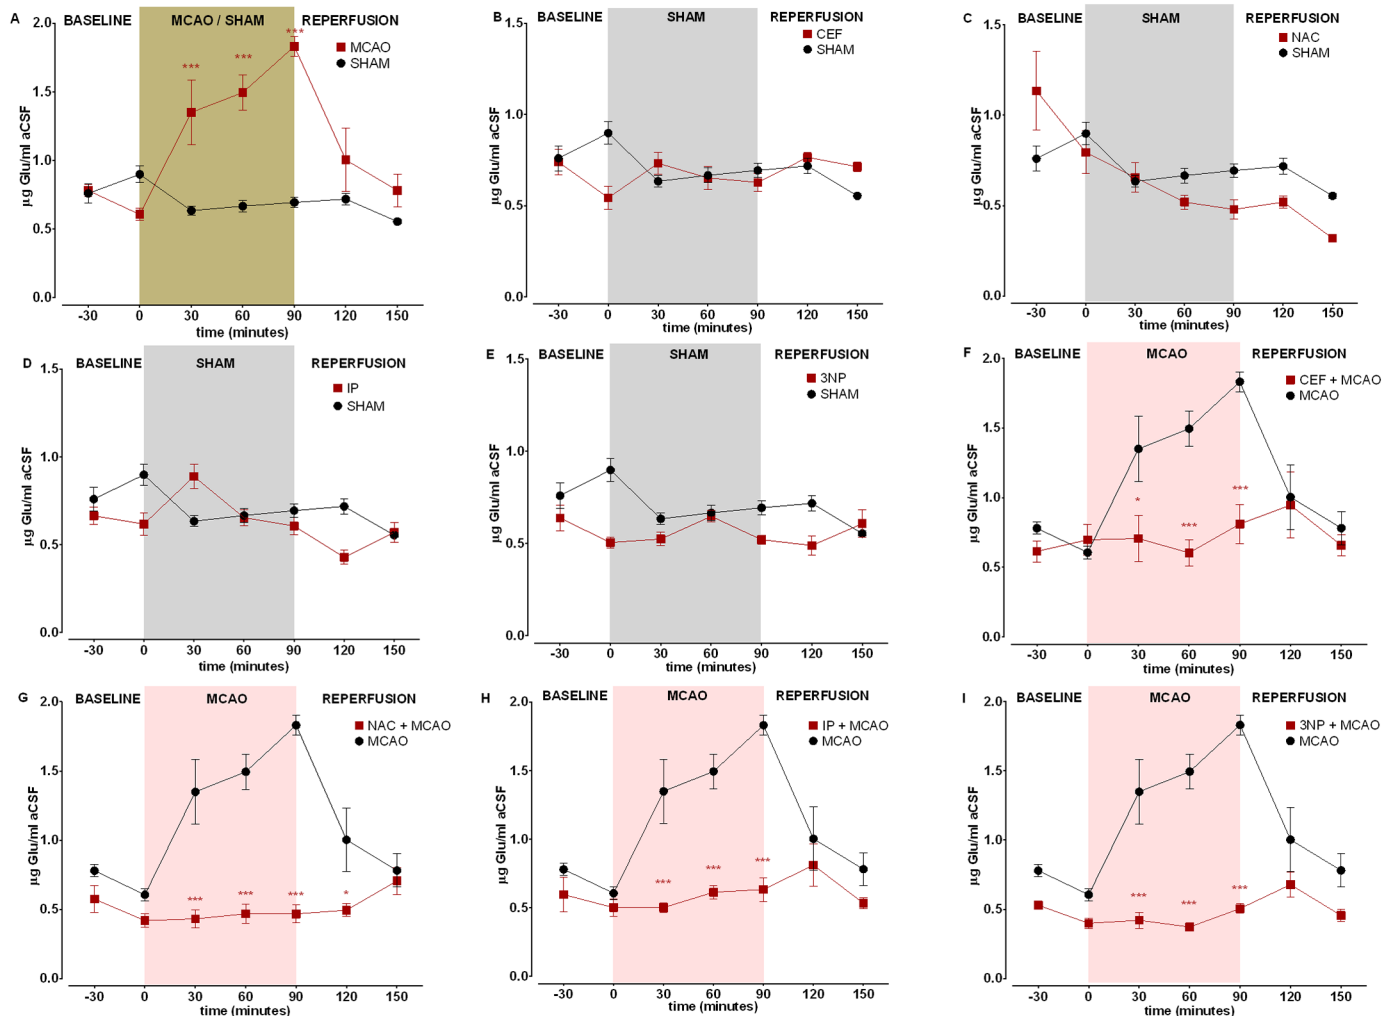 A BASELINE MCAO / SHAM REPERFUSION
MCAO
SHAM
*** *** ***
µg Glu/ml aCSF
2.0
1.5
1.0
0.5
0.0
-30 0 30 60 90 120 150
time (minutes)
B BASELINE SHAM REPERFUSION
CEF
SHAM
µg Glu/ml aCSF
1.5
1.0
0.5
0.0
-30 0 30 60 90 120 150
time (minutes)
C BASELINE SHAM REPERFUSION
NAC
SHAM
µg Glu/ml aCSF
1.5
1.0
0.5
0.0
-30 0 30 60 90 120 150
time (minutes)
D BASELINE SHAM REPERFUSION
IP
SHAM
µg Glu/ml aCSF
1.5
1.0
0.5
0.0
-30 0 30 60 90 120 150
time (minutes)
E BASELINE SHAM REPERFUSION
3NP
SHAM
µg Glu/ml aCSF
1.5
1.0
0.5
0.0
-30 0 30 60 90 120 150
time (minutes)
F BASELINE MCAO REPERFUSION
CEF + MCAO
MCAO
* *** ***
µg Glu/ml aCSF
2.0
1.5
1.0
0.5
0.0
-30 0 30 60 90 120 150
time (minutes)
G BASELINE MCAO REPERFUSION
NAC + MCAO
MCAO
*** *** *** *
µg Glu/ml aCSF
2.0
1.5
1.0
0.5
0.0
-30 0 30 60 90 120 150
time (minutes)
H BASELINE MCAO REPERFUSION
IP + MCAO
MCAO
*** *** ***
µg Glu/ml aCSF
2.0
1.5
1.0
0.5
0.0
-30 0 30 60 90 120 150
time (minutes)
I BASELINE MCAO REPERFUSION
3NP + MCAO
MCAO
*** *** ***
µg Glu/ml aCSF
2.0
1.5
1.0
0.5
0.0
-30 0 30 60 90 120 150
time (minutes)